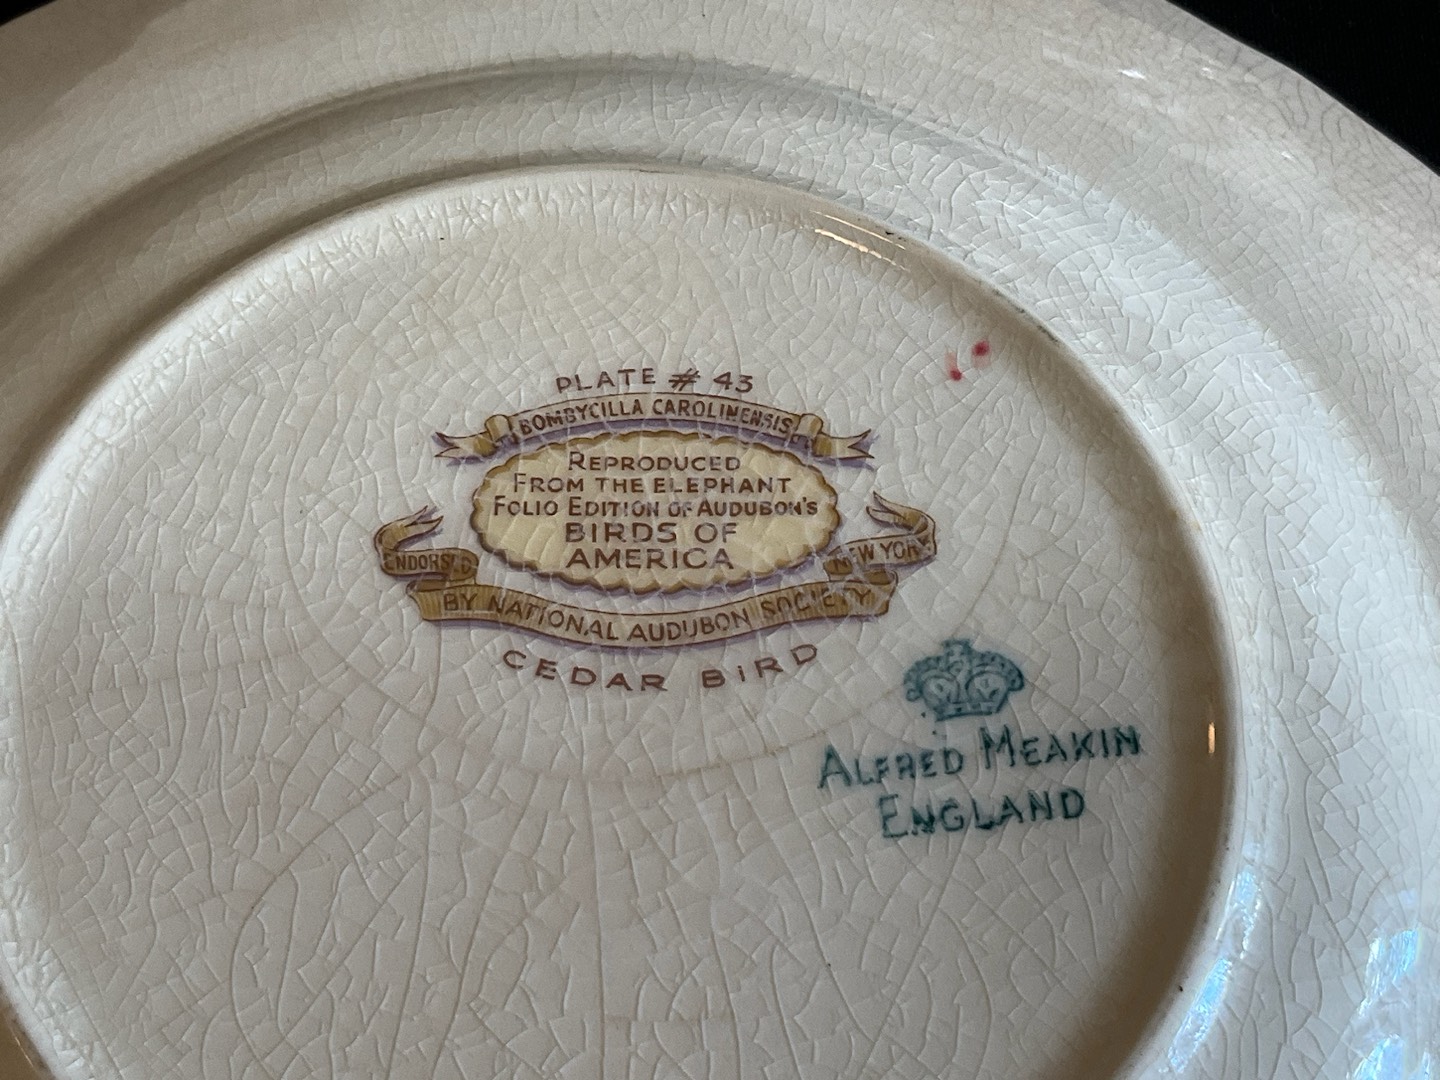 PLATE # 43
BOMBYCILLA CAROLINENSIS
REPRODUCED
FROM THE ELEPHANT
FOLIO EDITION OF AUDUBON'S
BIRDS OF
AMERICA
ENDORSED
BY NATIONAL AUDUBON SOCIETY
NEW YORK
CEDAR BIRD
ALFRED MEAKIN
ENGLAND